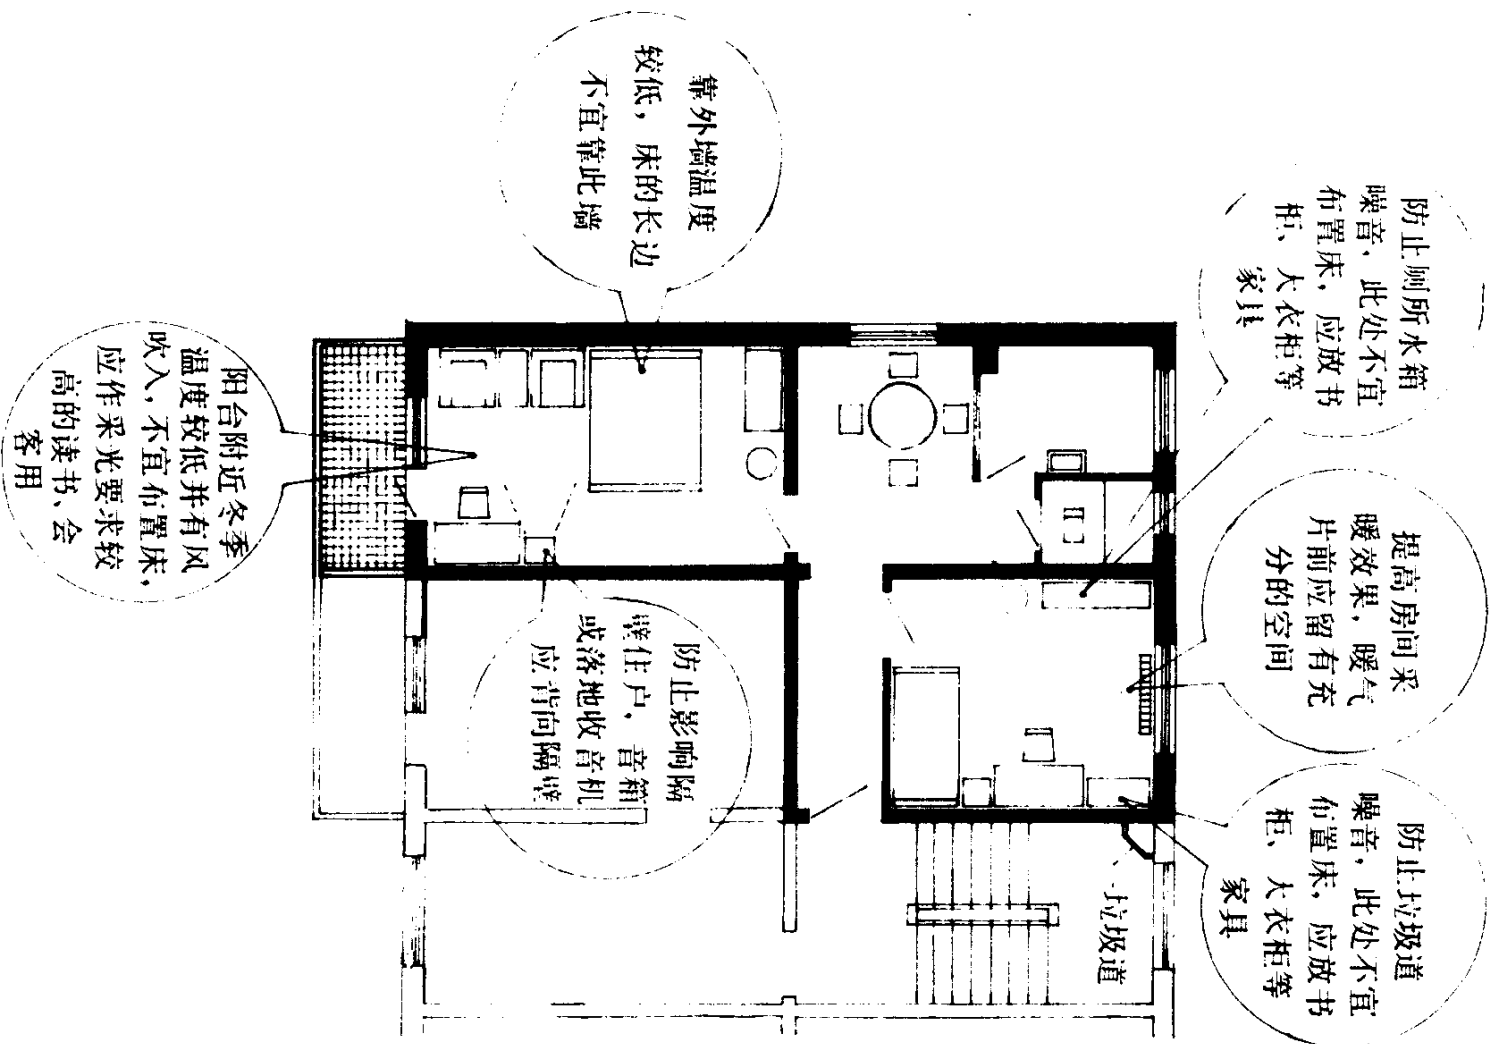 防止厕所水箱
噪音，此处不宜
布置床，应放书
柜、大衣柜等
家具
提高房间采
暖效果，暖气
片前应留有充
分的空间
防止垃圾道
噪音，此处不宜
布置床，应放书
柜、大衣柜等
家具
垃圾道
靠外墙温度
较低，床的长边
不宜靠此墙
防止影响隔
壁住户，音箱
或落地收音机
应背向隔壁
阳台附近冬季
温度较低并有风
吹入，不宜布置床，
应作采光要求较
高的读书、会
客用